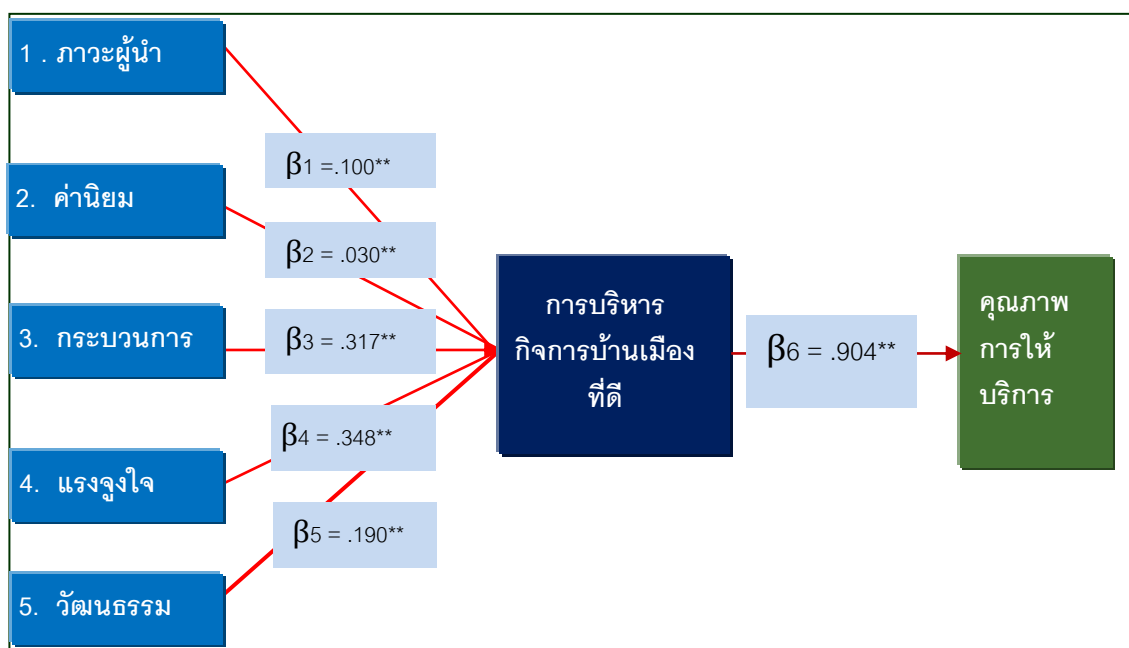 1 . ภาวะผู้นำ
β1 =.100**
2. ค่านิยม
β2 = .030**
3. กระบวนการ
β3 = .317**
4. แรงจูงใจ
β4 = .348**
5. วัฒนธรรม
β5 = .190**
การบริหาร
กิจการบ้านเมือง
ที่ดี
β6 = .904**
คุณภาพ
การให้
บริการ